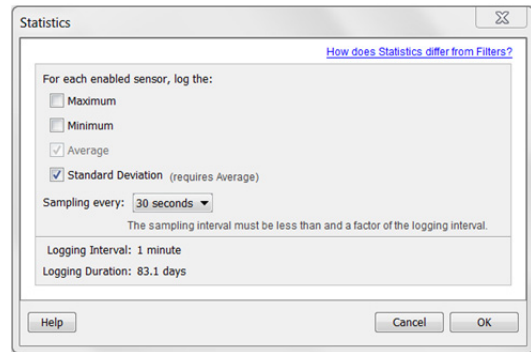 Statistics
How does Statistics differ from Filters?
For each enabled sensor, log the:
Maximum
Minimum
Average
Standard Deviation (requires Average)
Sampling every: 30 seconds
The sampling interval must be less than and a factor of the logging interval.
Logging Interval: 1 minute
Logging Duration: 83.1 days
Help Cancel OK